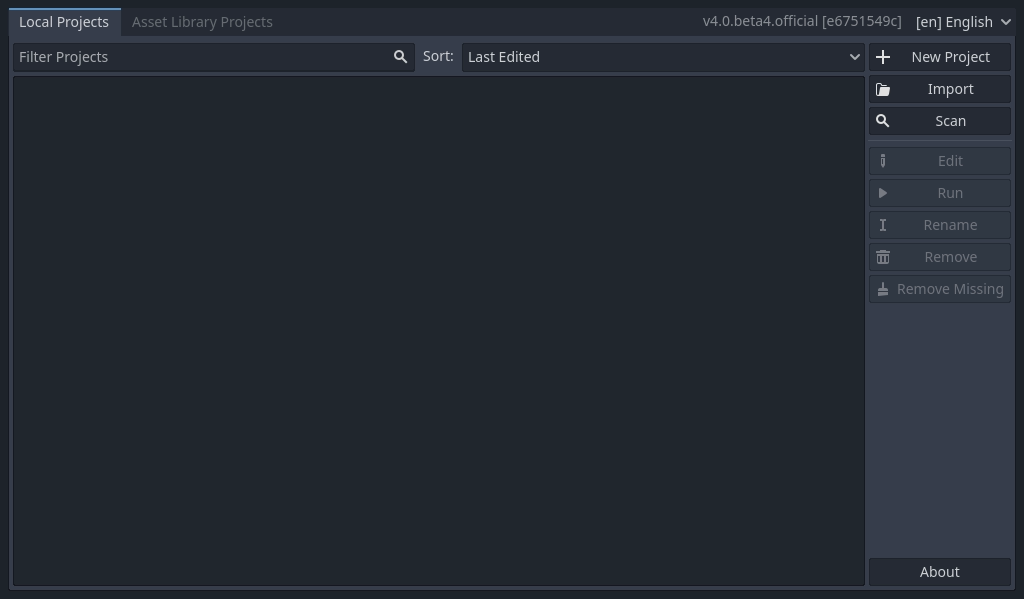 Local Projects
Asset Library Projects
v4.0.beta4.official [e6751549c]
[en] English
Filter Projects
Sort:
Last Edited
New Project
Import
Scan
Edit
Run
Rename
Remove
Remove Missing
About